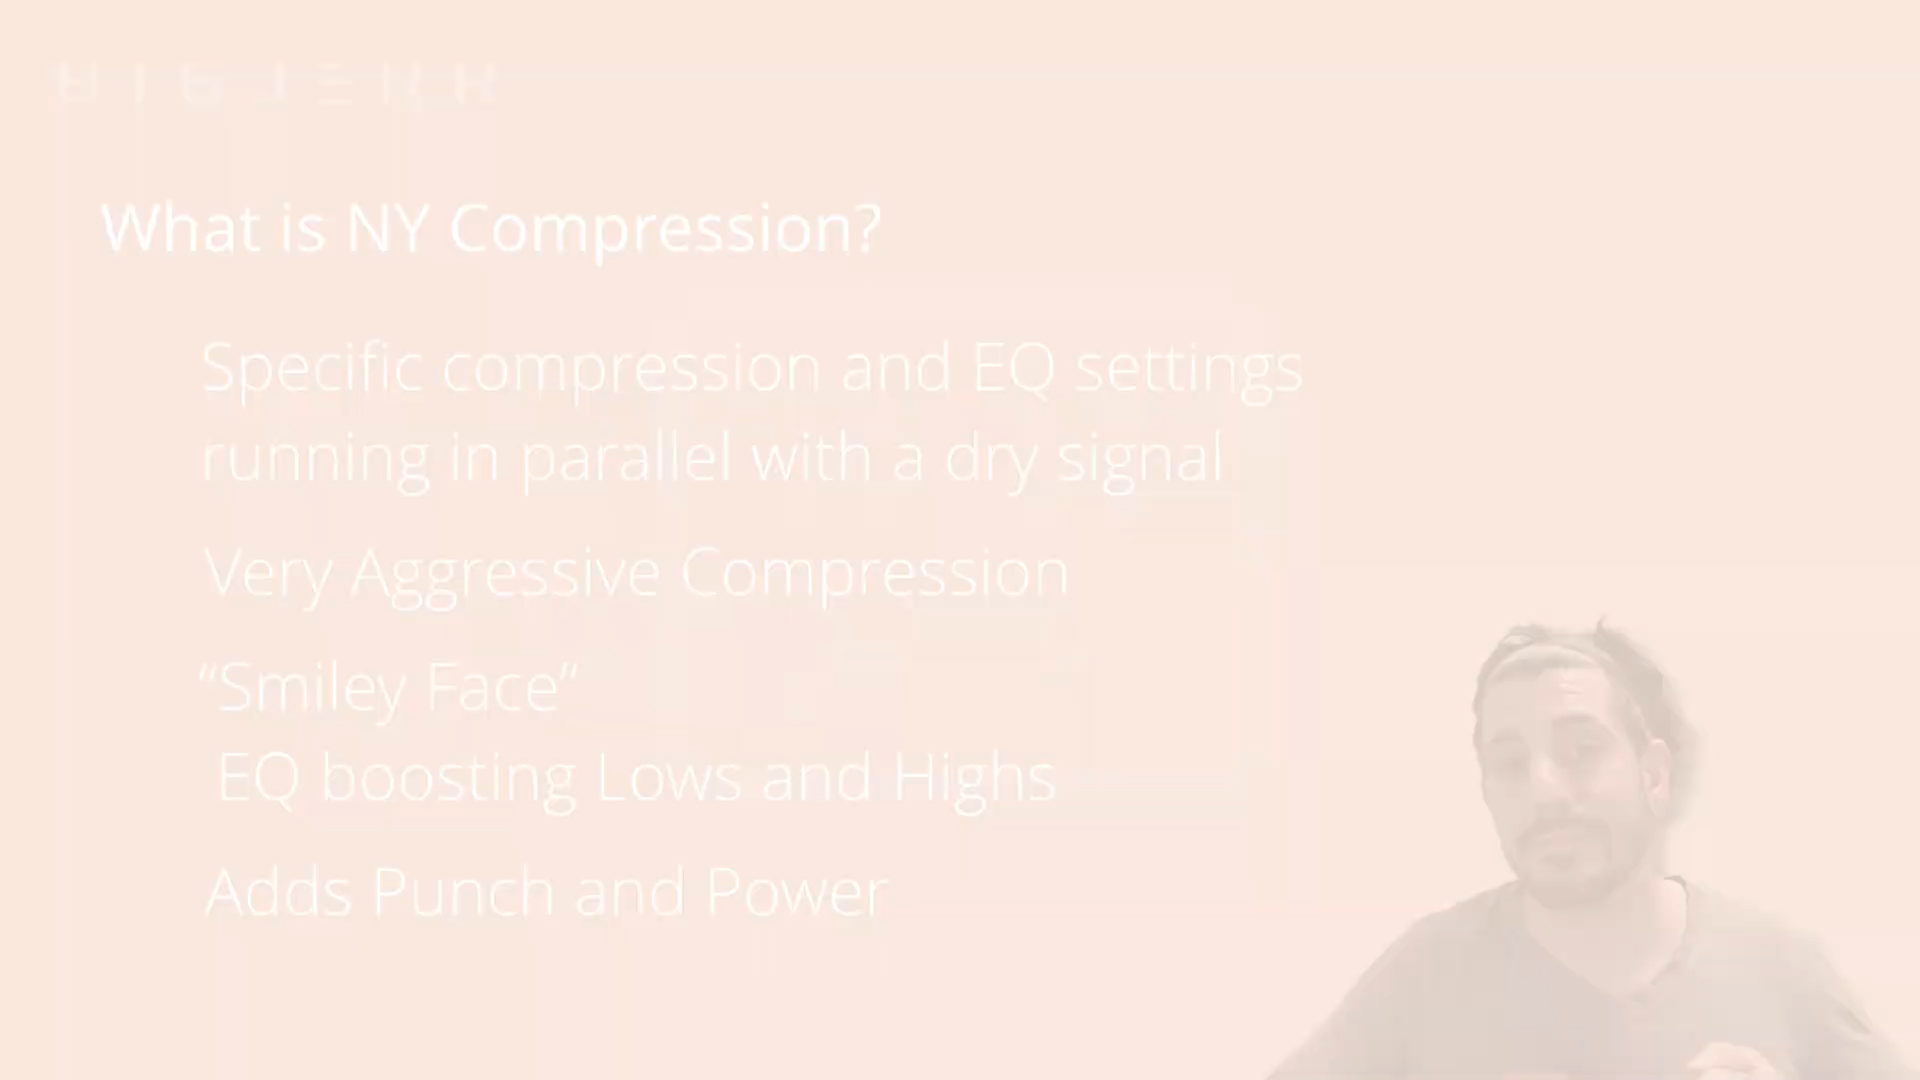 What is NY Compression?
Specific compression and EQ settings
running in parallel with a dry signal
Very Aggressive Compression
“Smiley Face”
EQ boosting Lows and Highs
Adds Punch and Power